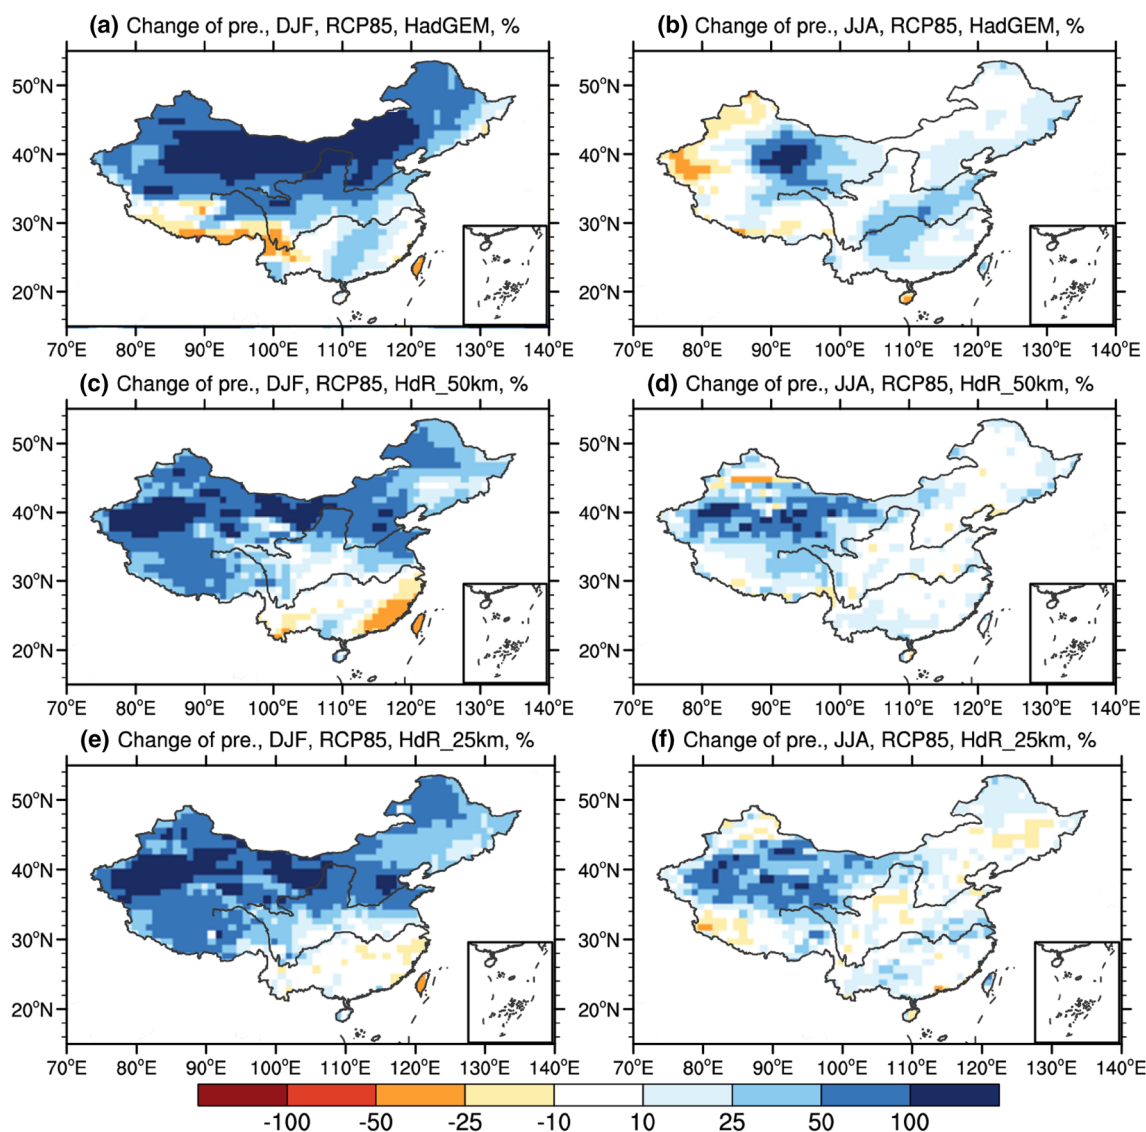 (a) Change of pre., DJF, RCP85, HadGEM, %
(b) Change of pre., JJA, RCP85, HadGEM, %
50°N
40°N
30°N
20°N
50°N
40°N
30°N
20°N
70°E 80°E 90°E 100°E 110°E 120°E 130°E 140°E
70°E 80°E 90°E 100°E 110°E 120°E 130°E 140°E
(c) Change of pre., DJF, RCP85, HdR_50km, %
(d) Change of pre., JJA, RCP85, HdR_50km, %
50°N
40°N
30°N
20°N
50°N
40°N
30°N
20°N
70°E 80°E 90°E 100°E 110°E 120°E 130°E 140°E
70°E 80°E 90°E 100°E 110°E 120°E 130°E 140°E
(e) Change of pre., DJF, RCP85, HdR_25km, %
(f) Change of pre., JJA, RCP85, HdR_25km, %
50°N
40°N
30°N
20°N
50°N
40°N
30°N
20°N
70°E 80°E 90°E 100°E 110°E 120°E 130°E 140°E
70°E 80°E 90°E 100°E 110°E 120°E 130°E 140°E
-100 -50 -25 -10 10 25 50 100